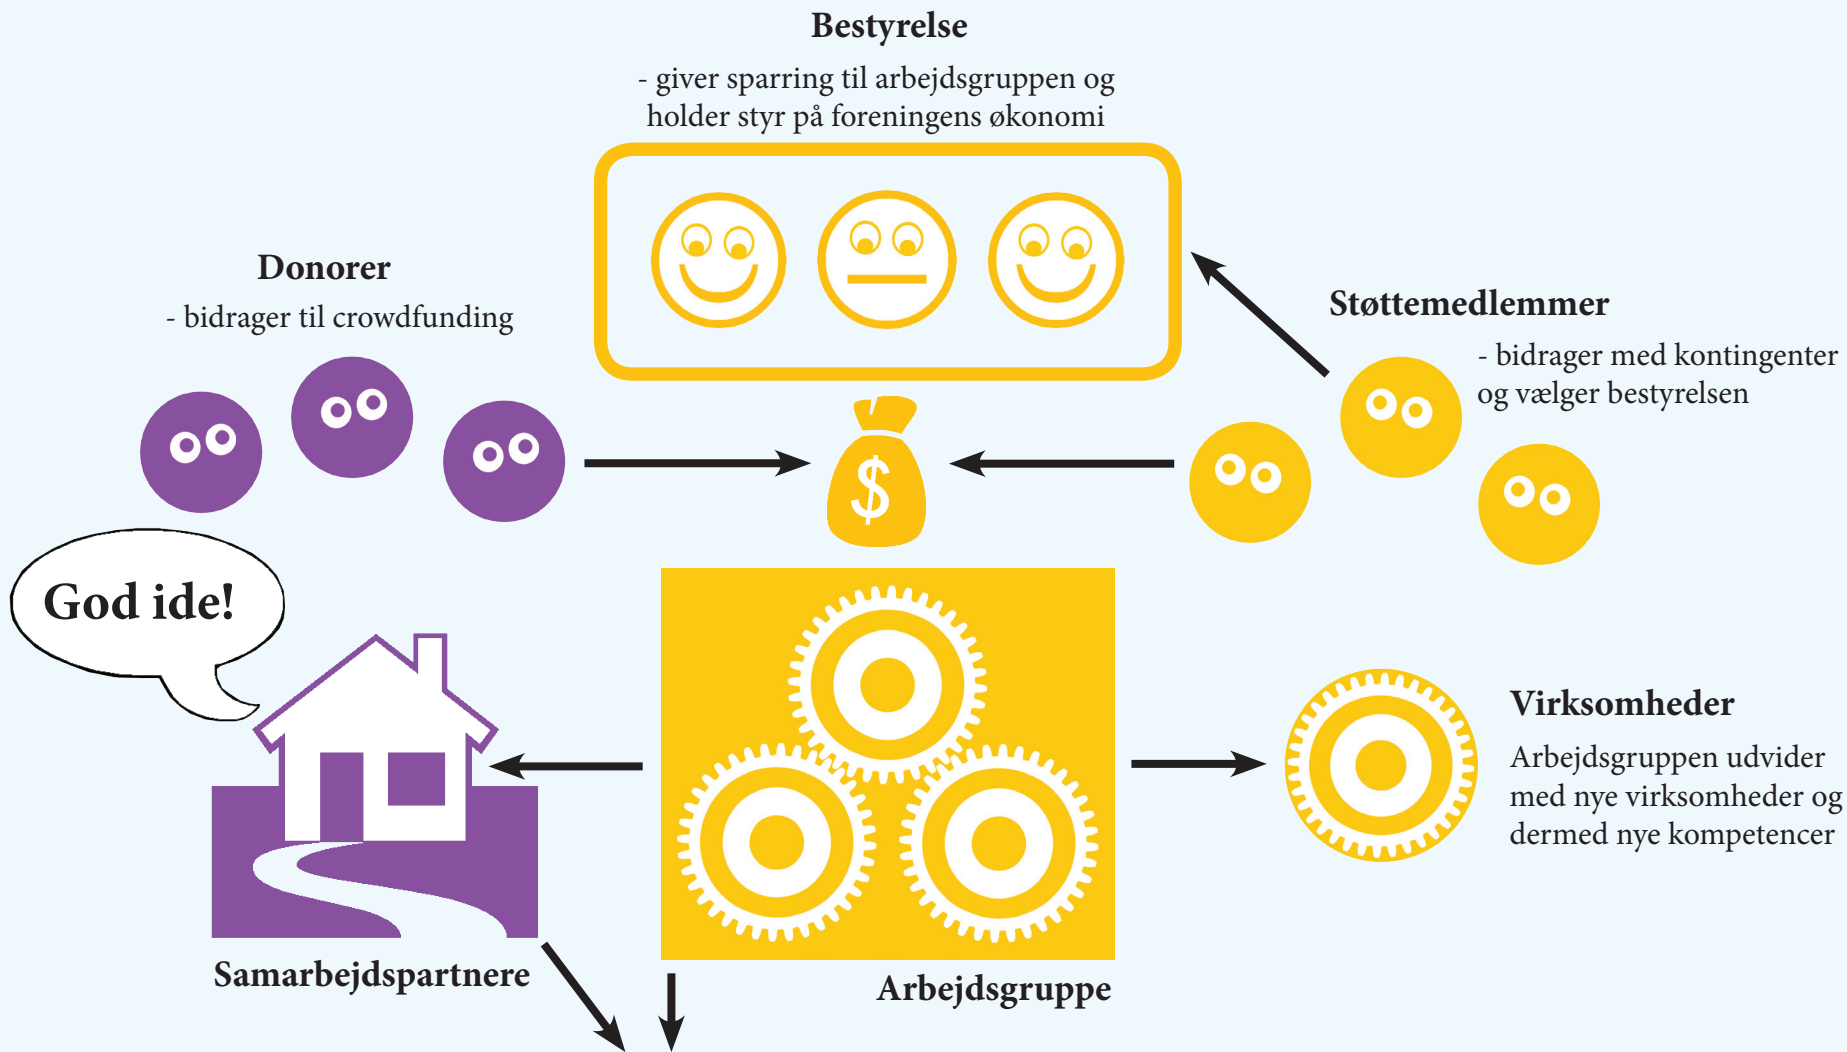 Bestyrelse
- giver sparring til arbejdsgruppen og
holder styr på foreningens økonomi
Donorer
- bidrager til crowdfunding
Støttemedlemmer
- bidrager med kontingenter
og vælger bestyrelsen
$
God ide!
Virksomheder
Arbejdsgruppen udvider
med nye virksomheder og
dermed nye kompetencer
Samarbejdspartnere
Arbejdsgruppe